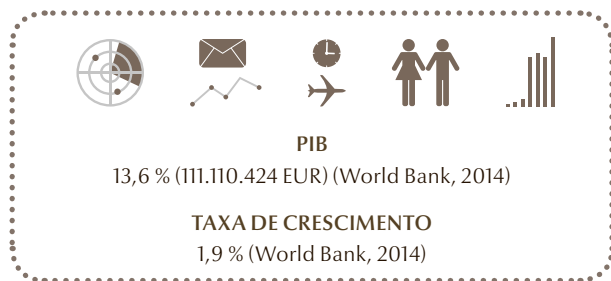 PIB
13,6 % (111.110.424 EUR) (World Bank, 2014)
TAXA DE CRESCIMENTO
1,9 % (World Bank, 2014)